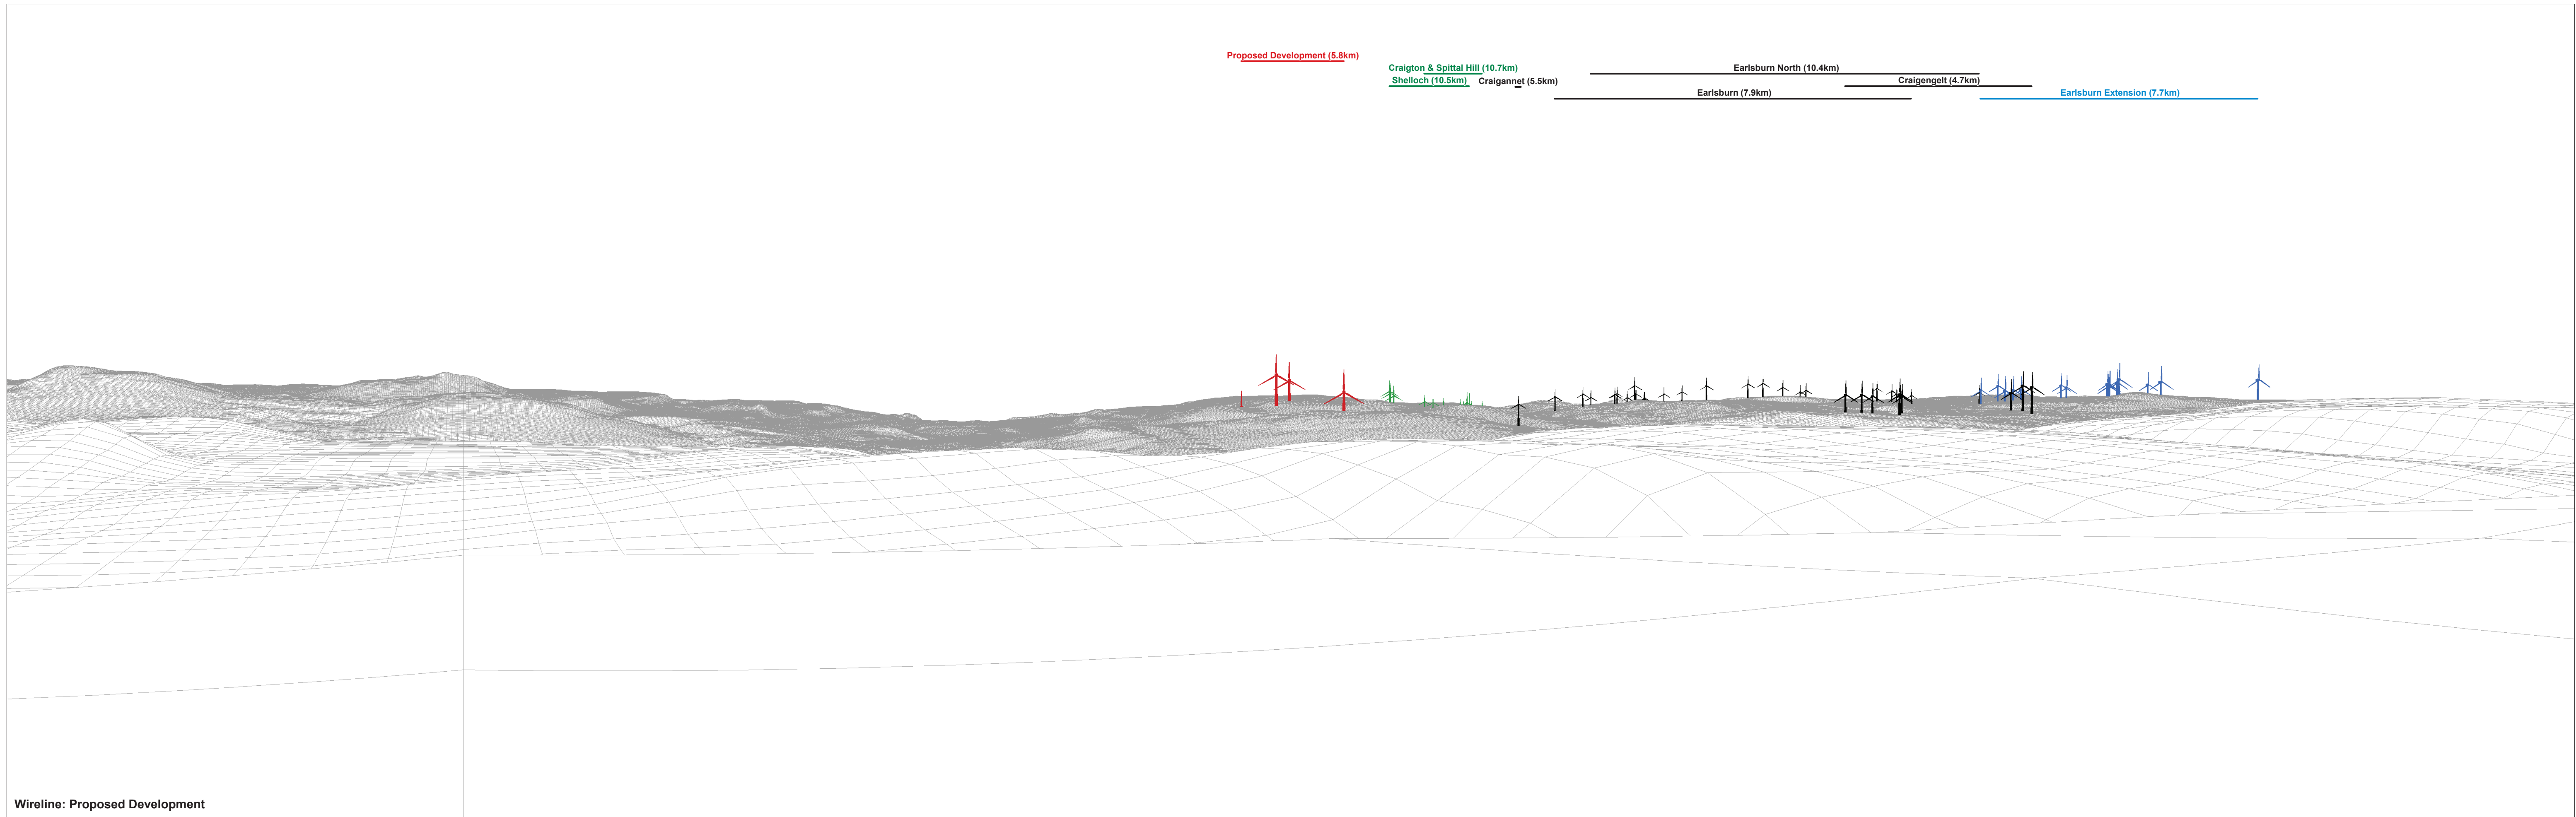 Proposed Development (5.8km)
Craigton & Spittal Hill (10.7km)
Earlsburn North (10.4km)
Shelloch (10.5km)
Craigannet (5.5km)
Craigengelt (4.7km)
Earlsburn (7.9km)
Earlsburn Extension (7.7km)
Wireline: Proposed Development